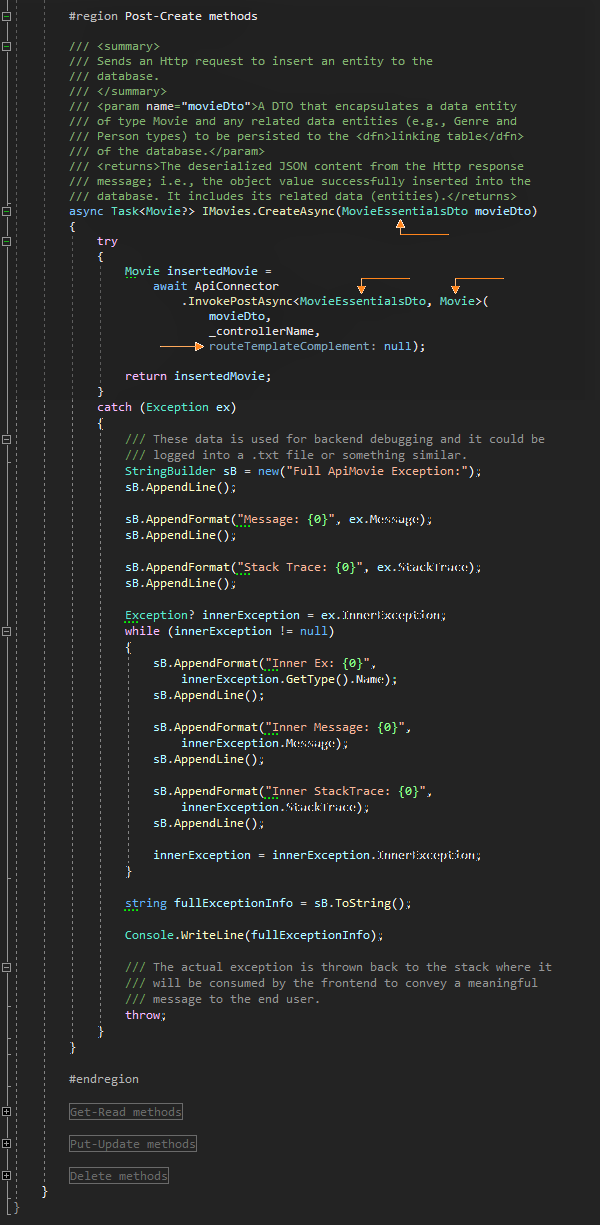 #region Post-Create methods
/// <summary>
/// Sends an Http request to insert an entity to the
/// database.
/// </summary>
/// <param name="movieDto">A DTO that encapsulates a data entity
/// of type Movie and any related data entities (e.g., Genre and
/// Person types) to be persisted to the <dfn>linking table</dfn>
/// of the database.</param>
/// <returns>The deserialized JSON content from the Http response
/// message; i.e., the object value successfully inserted into the
/// database. It includes its related data (entities).</returns>
async Task<Movie?> IMovies.CreateAsync(MovieEssentialsDto movieDto)
{
try
{
Movie insertedMovie =
await ApiConnector
.InvokePostAsync<MovieEssentialsDto, Movie>(
movieDto,
_controllerName,
routeTemplateComplement: null);
return insertedMovie;
}
catch (Exception ex)
{
/// These data is used for backend debugging and it could be
/// logged into a .txt file or something similar.
StringBuilder sB = new("Full ApiMovie Exception:");
sB.AppendLine();
sB.AppendFormat("Message: {0}", ex.Message);
sB.AppendLine();
sB.AppendFormat("Stack Trace: {0}", ex.StackTrace);
sB.AppendLine();
Exception? innerException = ex.InnerException;
while (innerException != null)
{
sB.AppendFormat("Inner Ex: {0}",
innerException.GetType().Name);
sB.AppendLine();
sB.AppendFormat("Inner Message: {0}",
innerException.Message);
sB.AppendLine();
sB.AppendFormat("Inner StackTrace: {0}",
innerException.StackTrace);
sB.AppendLine();
innerException = innerException.InnerException;
}
string fullExceptionInfo = sB.ToString();
Console.WriteLine(fullExceptionInfo);
/// The actual exception is thrown back to the stack where it
/// will be consumed by the frontend to convey a meaningful
/// message to the end user.
throw;
}
}
#endregion
Get-Read methods
Put-Update methods
Delete methods
}
}